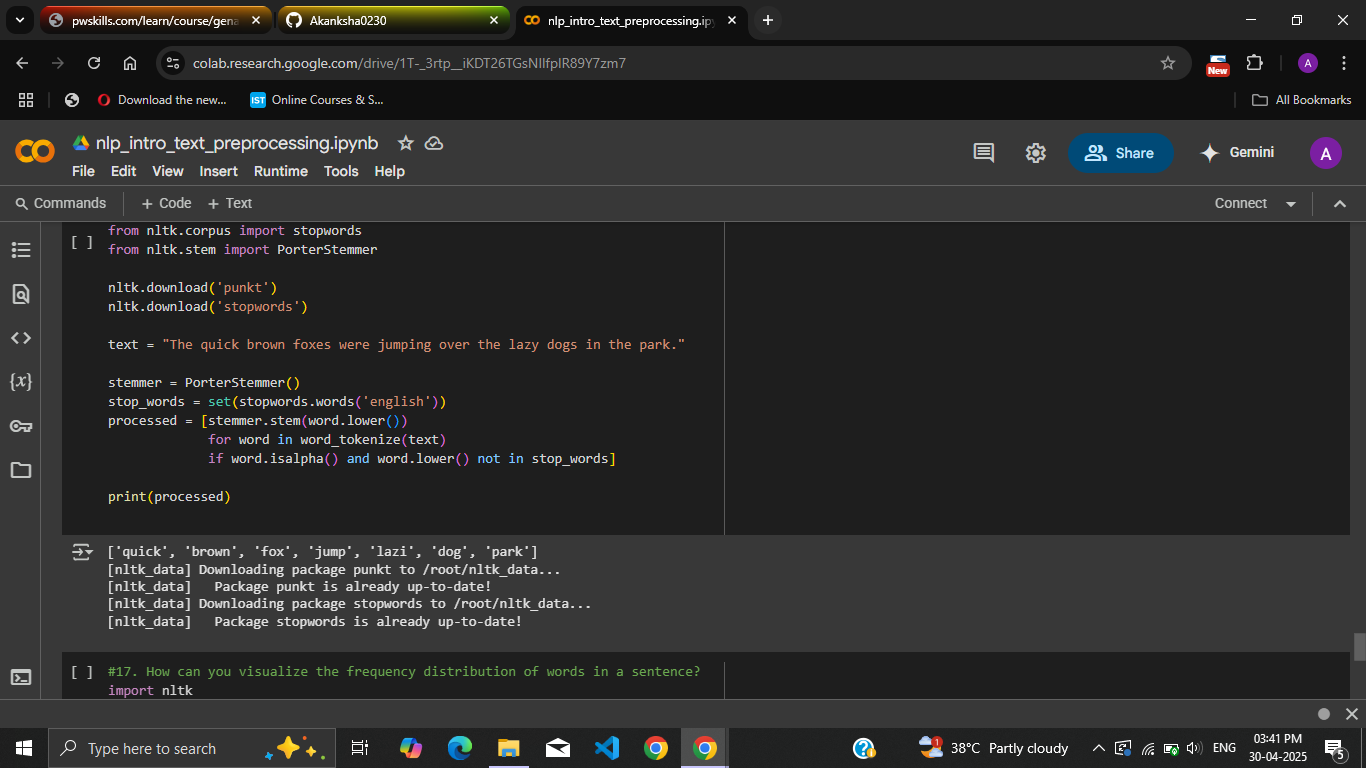 pwskills.com/learn/course/gena
Akanksha0230
nlp_intro_text_preprocessing.ip
colab.research.google.com/drive/1T-_3rtp__iKDT26TGsNIIfpIR89Y7zm7
New
A
Download the new...
IST
Online Courses & S...
All Bookmarks
nlp_intro_text_preprocessing.ipynb
File Edit View Insert Runtime Tools Help
Share
Gemini
A
Commands
+ Code + Text
Connect
from nltk.corpus import stopwords
[ ]
from nltk.stem import PorterStemmer
nltk.download('punkt')
nltk.download('stopwords')
text = "The quick brown foxes were jumping over the lazy dogs in the park."
stemmer = PorterStemmer()
stop_words = set(stopwords.words('english'))
processed = [stemmer.stem(word.lower())
for word in word_tokenize(text)
if word.isalpha() and word.lower() not in stop_words]
print(processed)
['quick', 'brown', 'fox', 'jump', 'lazi', 'dog', 'park']
[nltk_data] Downloading package punkt to /root/nltk_data...
[nltk_data]   Package punkt is already up-to-date!
[nltk_data] Downloading package stopwords to /root/nltk_data...
[nltk_data]   Package stopwords is already up-to-date!
[ ] #17. How can you visualize the frequency distribution of words in a sentence?
import nltk
Type here to search
1
38°C Partly cloudy
ENG
03:41 PM
30-04-2025
5